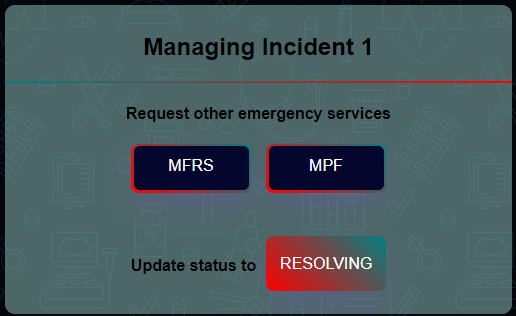 Managing Incident 1
Request other emergency services
MFRS MPF
Update status to RESOLVING